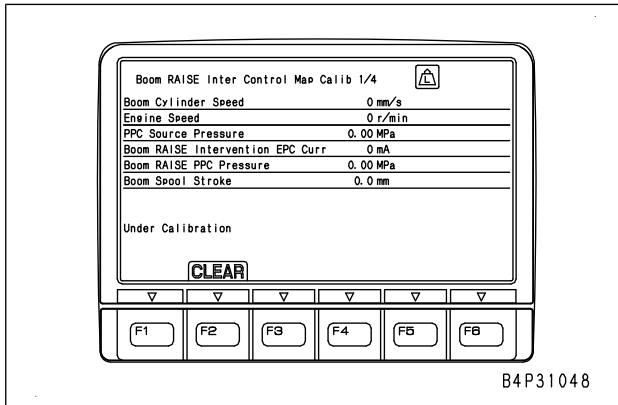 Boom RAISE Inter Control Map Calib 1/4
L
Boom Cylinder Speed 0 mm/s
Engine Speed 0 r/min
PPC Source Pressure 0.00 MPa
Boom RAISE Intervention EPC Curr 0 mA
Boom RAISE PPC Pressure 0.00 MPa
Boom Spool Stroke 0.0 mm
Under Calibration
CLEAR
F1 F2 F3 F4 F5 F6
B4P31048